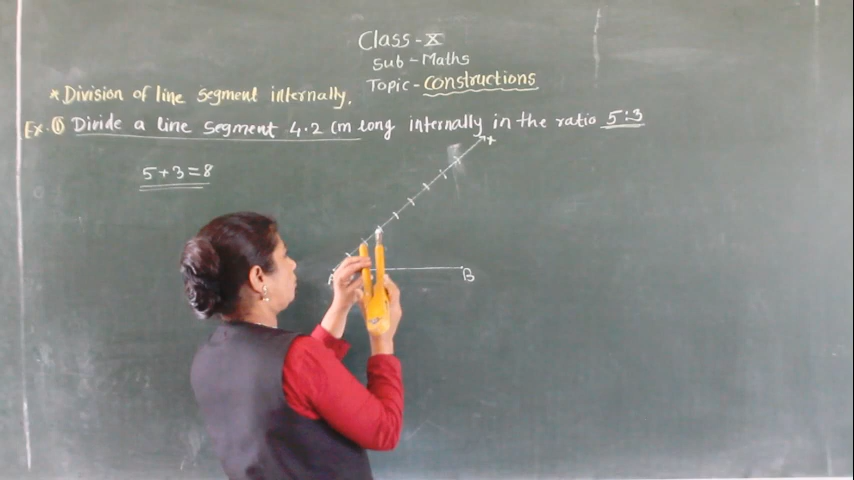 Class - X
Sub - Maths
Topic - Constructions
* Division of line segment internally.
Ex. ① Divide a line segment 4.2 cm long internally in the ratio 5:3
5+3=8
x
A
B